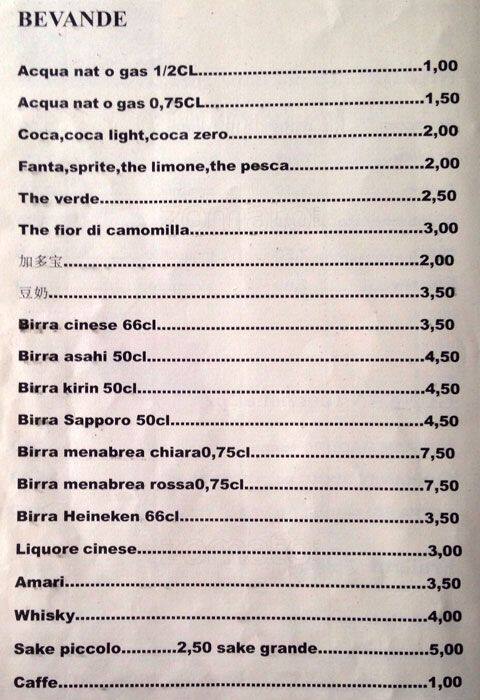 BEVANDE
Acqua nat o gas 1/2CL...............................1,00
Acqua nat o gas 0,75CL..............................1,50
Coca,coca light,coca zero...........................2,00
Fanta,sprite,the limone,the pesca...................2,00
The verde...........................................2,50
The fior di camomilla...............................3,00
加多宝..............................................2,00
豆奶................................................3,50
Birra cinese 66cl...................................3,50
Birra asahi 50cl....................................4,50
Birra kirin 50cl....................................4,50
Birra Sapporo 50cl..................................4,50
Birra menabrea chiara0,75cl.........................7,50
Birra menabrea rossa0,75cl..........................7,50
Birra Heineken 66cl.................................3,50
Liquore cinese......................................3,00
Amari...............................................3,50
Whisky..............................................4,00
Sake piccolo..........2,50 sake grande..............5,00
Caffe...............................................1,00